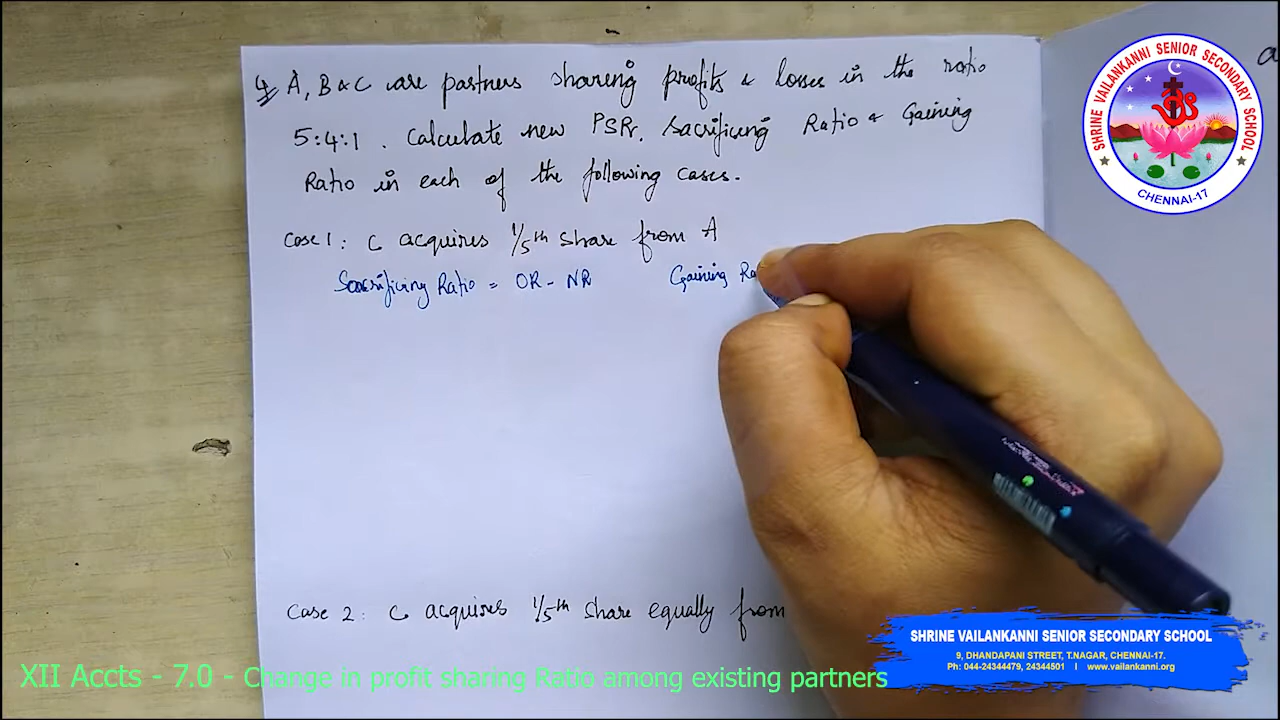 4, A, B & C are partners sharing profits & losses in the ratio
5:4:1. Calculate new PSR. Sacrificing Ratio & Gaining
Ratio in each of the following cases.
Case 1: C acquires 1/5th share from A
Sacrificing Ratio = OR - NR Gaining Ra
Case 2: C acquires 1/5th share equally from
SHRINE VAILANKANNI SENIOR SECONDARY SCHOOL
CHENNAI-17
SHRINE VAILANKANNI SENIOR SECONDARY SCHOOL
9, DHANDAPANI STREET, T.NAGAR, CHENNAI-17.
Ph: 044-24344479, 24344501 I www.vailankanni.org
XII Accts - 7.0 - Change in profit sharing Ratio among existing partners